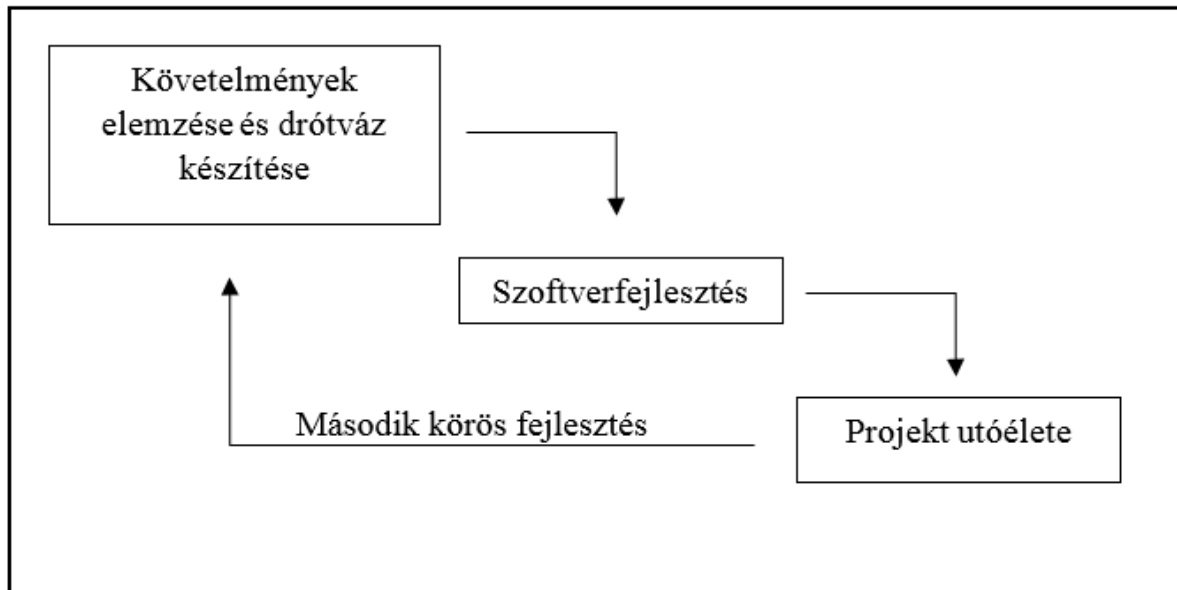 Követelmények
elemzése és drótváz
készítése
Szoftverfejlesztés
Második körös fejlesztés
Projekt utóélete